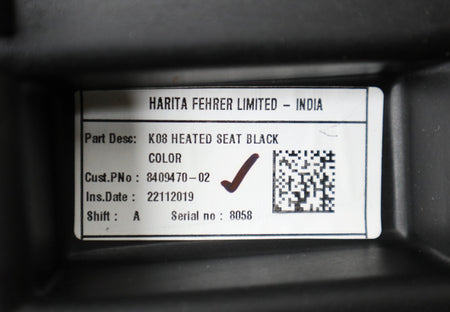 HARITA FEHRER LIMITED - INDIA
Part Desc: K08 HEATED SEAT BLACK
COLOR
Cust.PNo : 8409470-02
Ins.Date : 22112019
Shift : A Serial no : 8058